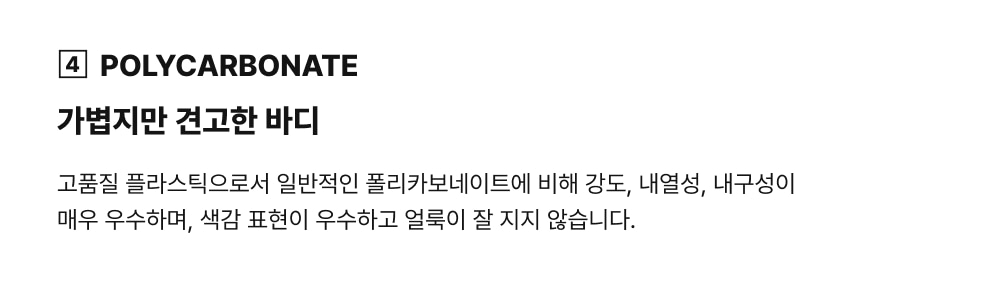 4 POLYCARBONATE
가볍지만 견고한 바디
고품질 플라스틱으로서 일반적인 폴리카보네이트에 비해 강도, 내열성, 내구성이
매우 우수하며, 색감 표현이 우수하고 얼룩이 잘 지지 않습니다.